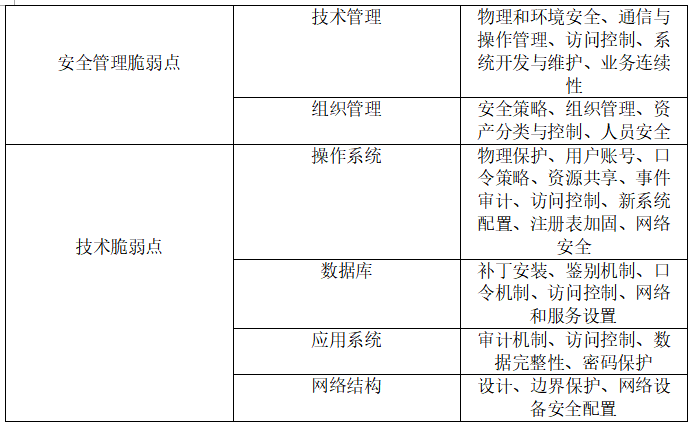 安全管理脆弱点
技术管理
物理和环境安全、通信与
操作管理、访问控制、系
统开发与维护、业务连续
性
组织管理
安全策略、组织管理、资
产分类与控制、人员安全
技术脆弱点
操作系统
物理保护、用户账号、口
令策略、资源共享、事件
审计、访问控制、新系统
配置、注册表加固、网络
安全
数据库
补丁安装、鉴别机制、口
令机制、访问控制、网络
和服务设置
应用系统
审计机制、访问控制、数
据完整性、密码保护
网络结构
设计、边界保护、网络设
备安全配置